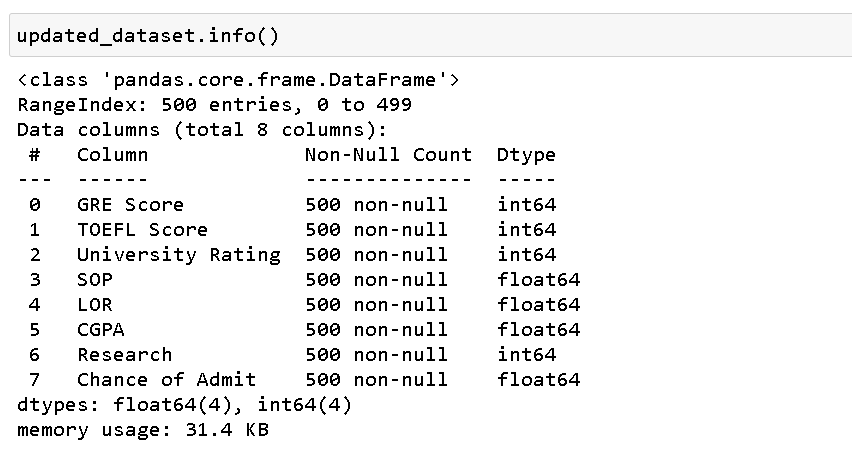 updated_dataset.info()
<class 'pandas.core.frame.DataFrame'>
RangeIndex: 500 entries, 0 to 499
Data columns (total 8 columns):
 #   Column             Non-Null Count  Dtype
---  ------             --------------  -----
 0   GRE Score          500 non-null    int64
 1   TOEFL Score        500 non-null    int64
 2   University Rating  500 non-null    int64
 3   SOP                500 non-null    float64
 4   LOR                500 non-null    float64
 5   CGPA               500 non-null    float64
 6   Research           500 non-null    int64
 7   Chance of Admit    500 non-null    float64
dtypes: float64(4), int64(4)
memory usage: 31.4 KB